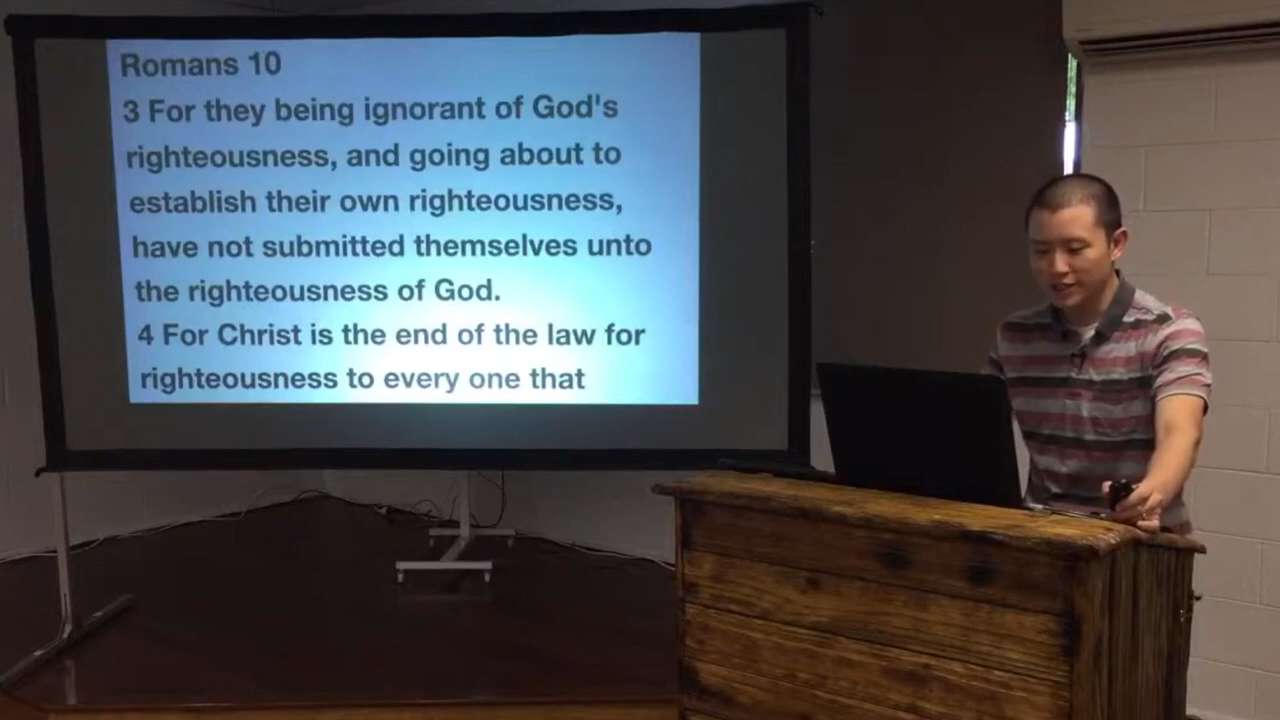 Romans 10
3 For they being ignorant of God's
righteousness, and going about to
establish their own righteousness,
have not submitted themselves unto
the righteousness of God.
4 For Christ is the end of the law for
righteousness to every one that